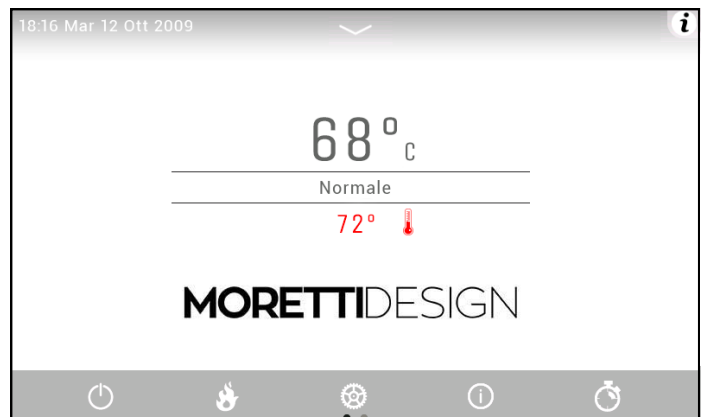 18:16 Mar 12 Ott 2009
i
68° C
Normale
72°
MORETTIDESIGN